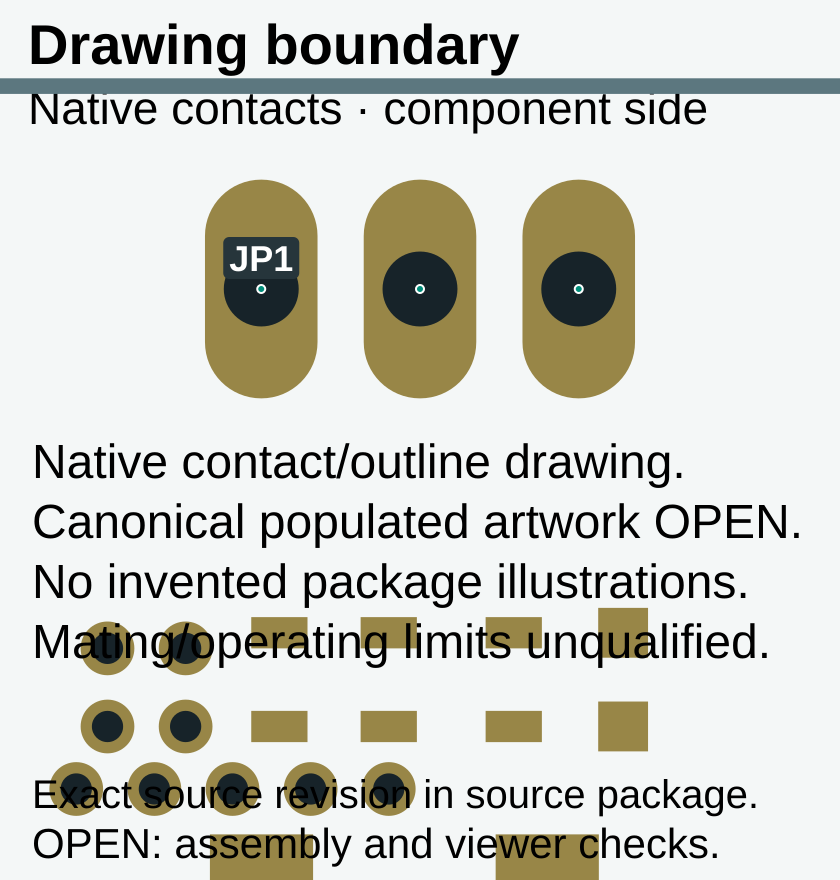 Drawing boundary
Native contacts · component side
JP1
Native contact/outline drawing.
Canonical populated artwork OPEN.
No invented package illustrations.
Mating/operating limits unqualified.
Exact source revision in source package.
OPEN: assembly and viewer checks.